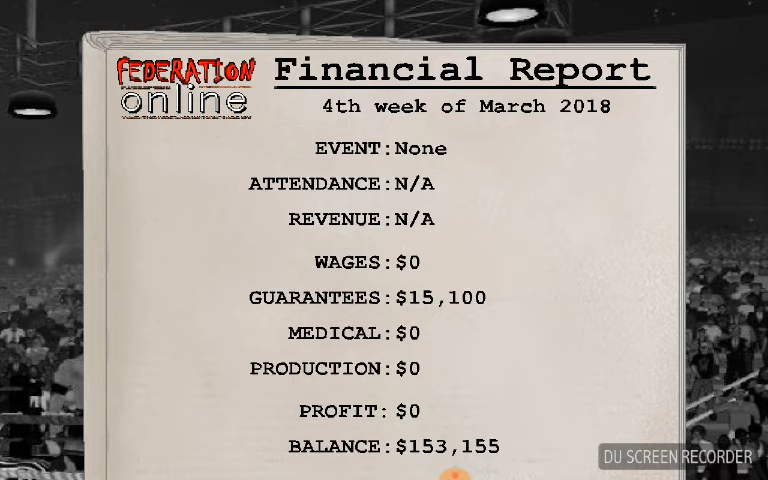 FEDERATION
online
Financial Report
4th week of March 2018
EVENT: None
ATTENDANCE: N/A
REVENUE: N/A
WAGES: $0
GUARANTEES: $15,100
MEDICAL: $0
PRODUCTION: $0
PROFIT: $0
BALANCE: $153,155
DU SCREEN RECORDER